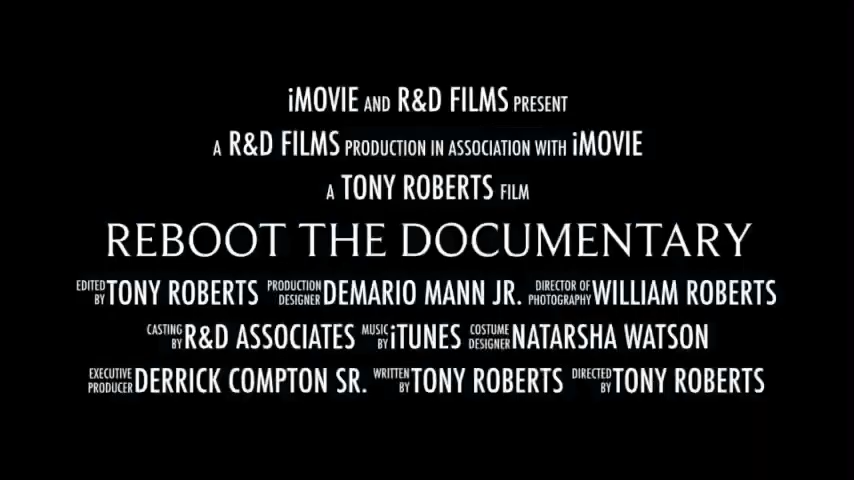 iMOVIE AND R&D FILMS PRESENT
A R&D FILMS PRODUCTION IN ASSOCIATION WITH iMOVIE
A TONY ROBERTS FILM
REBOOT THE DOCUMENTARY
EDITED BY TONY ROBERTS PRODUCTION DESIGNER DEMARIO MANN JR. DIRECTOR OF PHOTOGRAPHY WILLIAM ROBERTS
CASTING BY R&D ASSOCIATES MUSIC BY iTUNES COSTUME DESIGNER NATARSHA WATSON
EXECUTIVE PRODUCER DERRICK COMPTON SR. WRITTEN BY TONY ROBERTS DIRECTED BY TONY ROBERTS